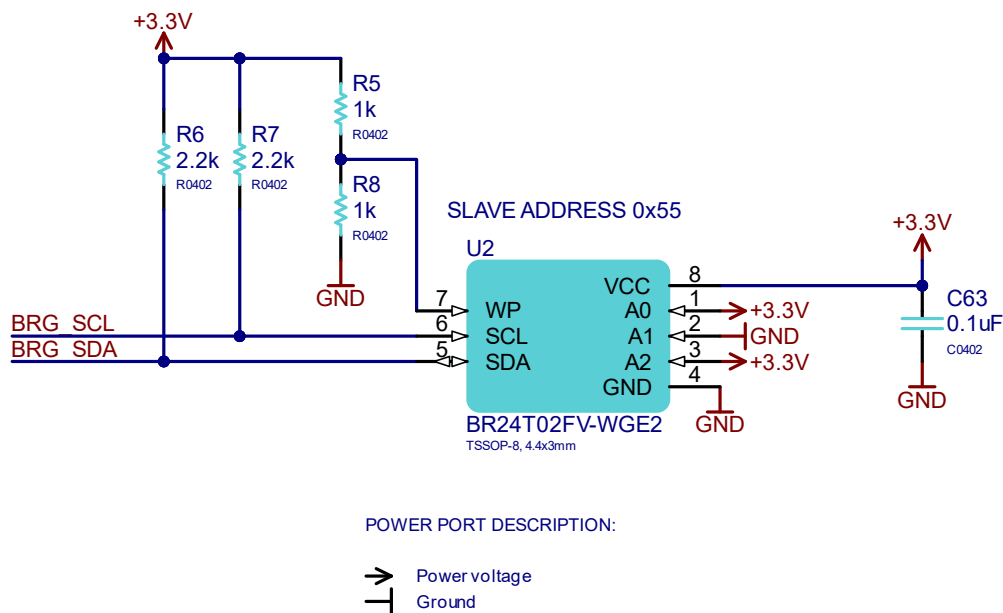 +3.3V
R5
1k
R0402
R6
2.2k
R0402
R7
2.2k
R0402
R8
1k
R0402
GND
SLAVE ADDRESS 0x55
U2
+3.3V
VCC 8
7 WP
A0 1 +3.3V
BRG_SCL 6 SCL
A1 2 GND
BRG_SDA 5 SDA
A2 3 +3.3V
GND 4
GND
C63
0.1uF
C0402
GND
BR24T02FV-WGE2
TSSOP-8, 4.4x3mm
POWER PORT DESCRIPTION:
Power voltage
Ground